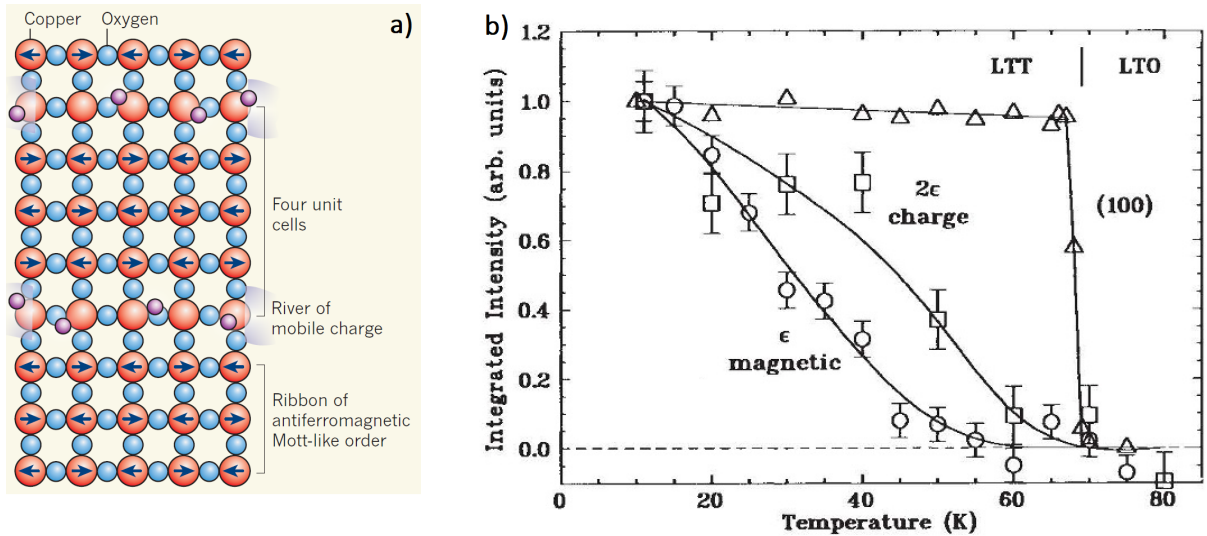 Copper Oxygen
a)
Four unit
cells
River of
mobile charge
Ribbon of
antiferromagnetic
Mott-like order
b)
Integrated Intensity (arb. units)
1.2
1.0
0.8
0.6
0.4
0.2
0.0
LTT | LTO
2ϵ
charge
(100)
ϵ
magnetic
0 20 40 60 80
Temperature (K)